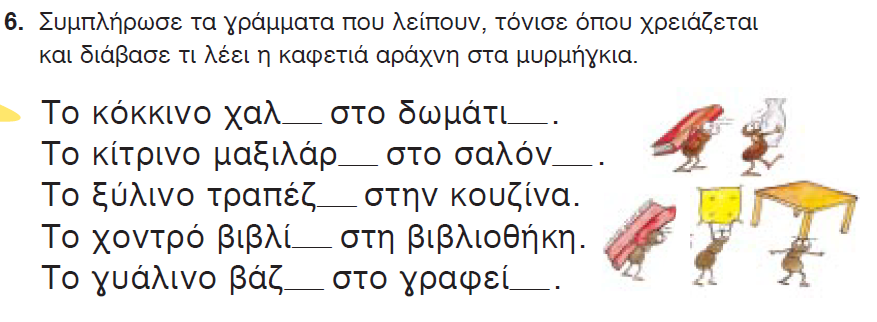 6. Συμπλήρωσε τα γράμματα που λείπουν, τόνισε όπου χρειάζεται
και διάβασε τι λέει η καφετιά αράχνη στα μυρμήγκια.
Το κόκκινο χαλ___ στο δωμάτι___.
Το κίτρινο μαξιλάρ___ στο σαλόν___.
Το ξύλινο τραπέζ___ στην κουζίνα.
Το χοντρό βιβλί___ στη βιβλιοθήκη.
Το γυάλινο βάζ___ στο γραφεί___.